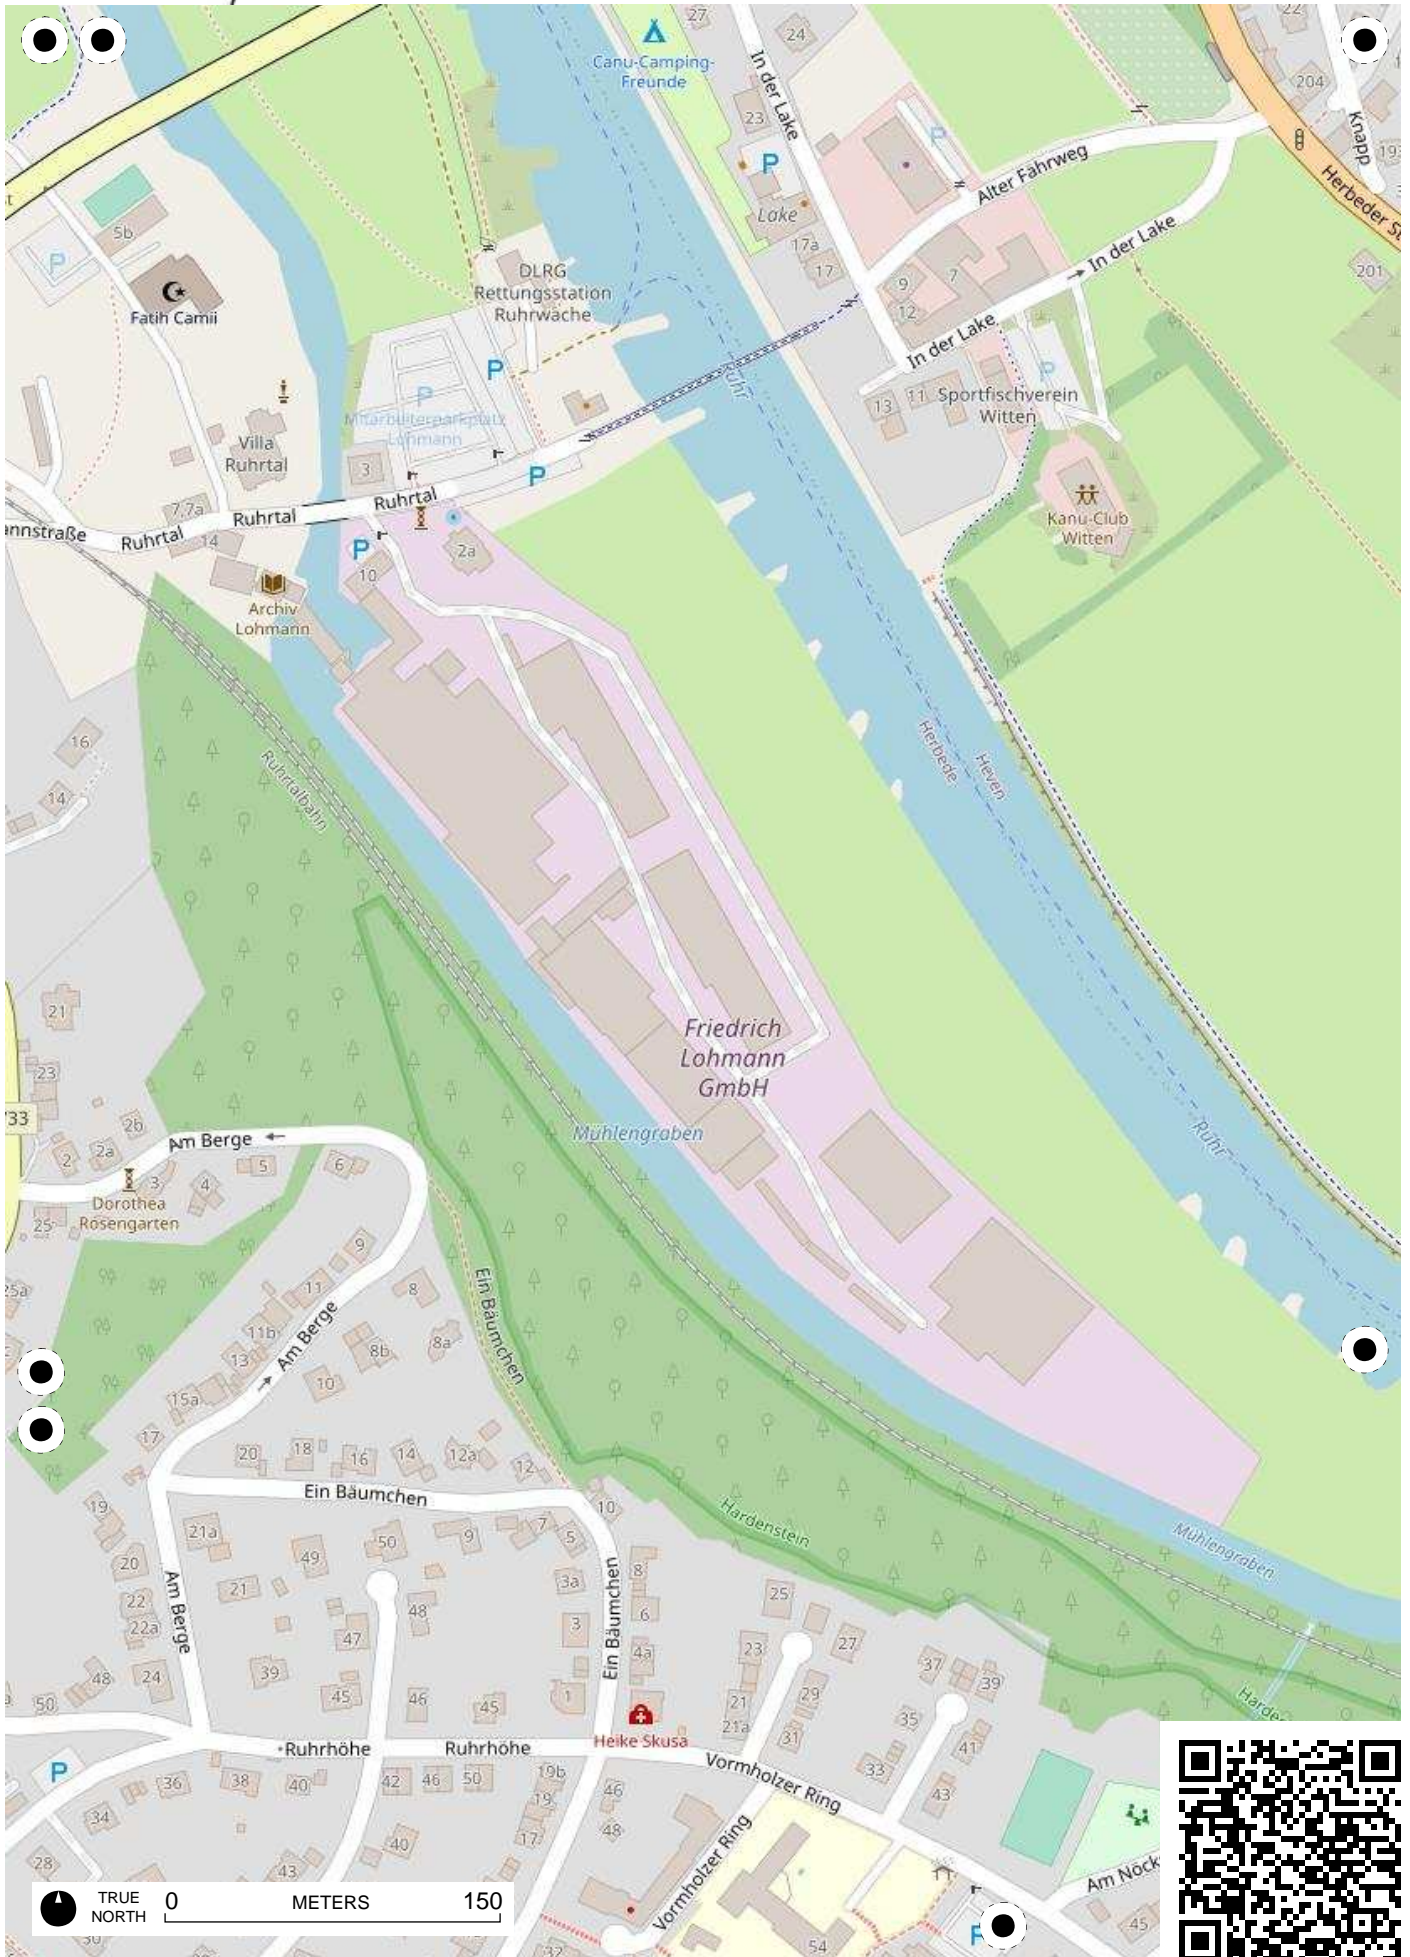 27
24
Canu-Camping-
Freunde
In der Lake
23
P
P
22
204
Knapp
193
Alter Fährweg
Herbeder St
5b
P
Lake
17a
17
In der Lake
201
DLRG
Rettungsstation
Ruhrwache
Fatih Camii
9
7
12
In der Lake
P
P
Ruhr
P
Mitarbeiterparkplatz
Lohmann
13
11
Sportfischverein
Witten
Villa
Ruhrtal
3
P
Kanu-Club
Witten
7,7a
Ruhrtal
Ruhrtal
annstraße
Ruhrtal
14
P
2a
10
Archiv
Lohmann
16
14
Ruhrtalbahn
Herbede
Heven
21
23
Friedrich
Lohmann
GmbH
733
2b
2a
2
Am Berge
5
6
Mühlengraben
Ruhr
3
4
Dorothea
Rosengarten
25
9
8
Ein Bäumchen
25a
11
11b
Am Berge
13
8b
8a
10
15a
17
20
18
16
14
12a
12
Ein Bäumchen
10
19
21a
50
9
7
5
Hardenstein
Mühlengraben
20
49
3a
8
21
22
22a
Am Berge
48
47
3
6
25
Ein Bäumchen
4a
23
27
48
24
39
45
46
45
1
37
39
50
21
29
Harden
21a
31
35
Heike Skusa
Ruhrhöhe
Ruhrhöhe
41
P
Vormholzer Ring
36
38
40
42
46
50
19b
46
33
43
19
34
40
17
48
28
43
Vormholzer Ring
Am Nöck
TRUE
NORTH
0
METERS
150
P
45
54
32